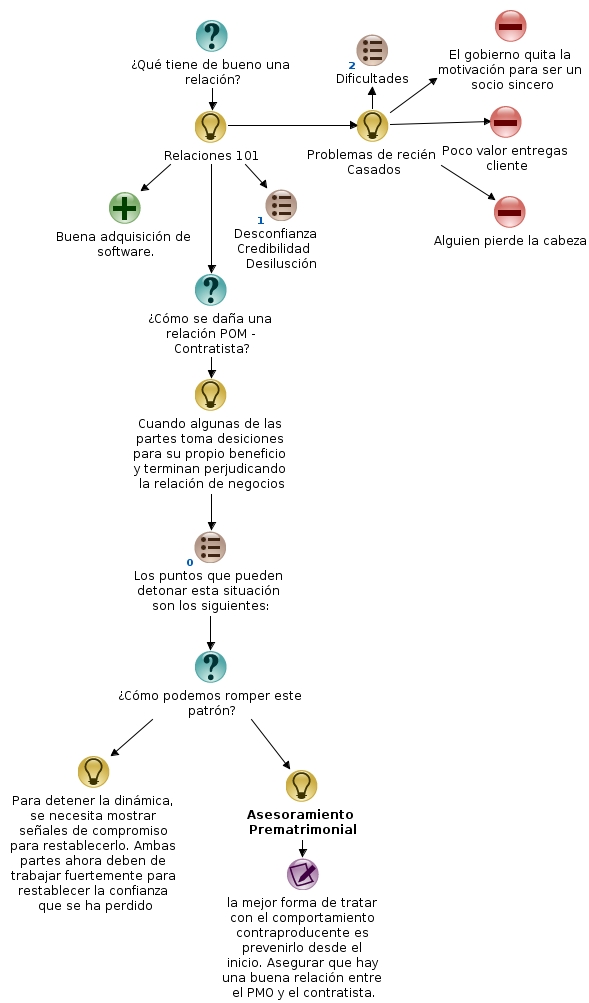 ¿Qué tiene de bueno una
relación?
Relaciones 101
2
Dificultades
Problemas de recién
Casados
El gobierno quita la
motivación para ser un
socio sincero
Poco valor entregas
cliente
Alguien pierde la cabeza
Buena adquisición de
software.
1
Desconfianza
Credibilidad
Desiluscción
¿Cómo se daña una
relación POM -
Contratista?
Cuando algunas de las
partes toma desiciones
para su propio beneficio
y terminan perjudicando
la relación de negocios
0
Los puntos que pueden
detonar esta situación
son los siguientes:
¿Cómo podemos romper este
patrón?
Para detener la dinámica,
se necesita mostrar
señales de compromiso
para restablecerlo. Ambas
partes ahora deben de
trabajar fuertemente para
restablecer la confianza
que se ha perdido
Asesoramiento
Prematrimonial
la mejor forma de tratar
con el comportamiento
contraproducente es
prevenirlo desde el
inicio. Asegurar que hay
una buena relación entre
el PMO y el contratista.